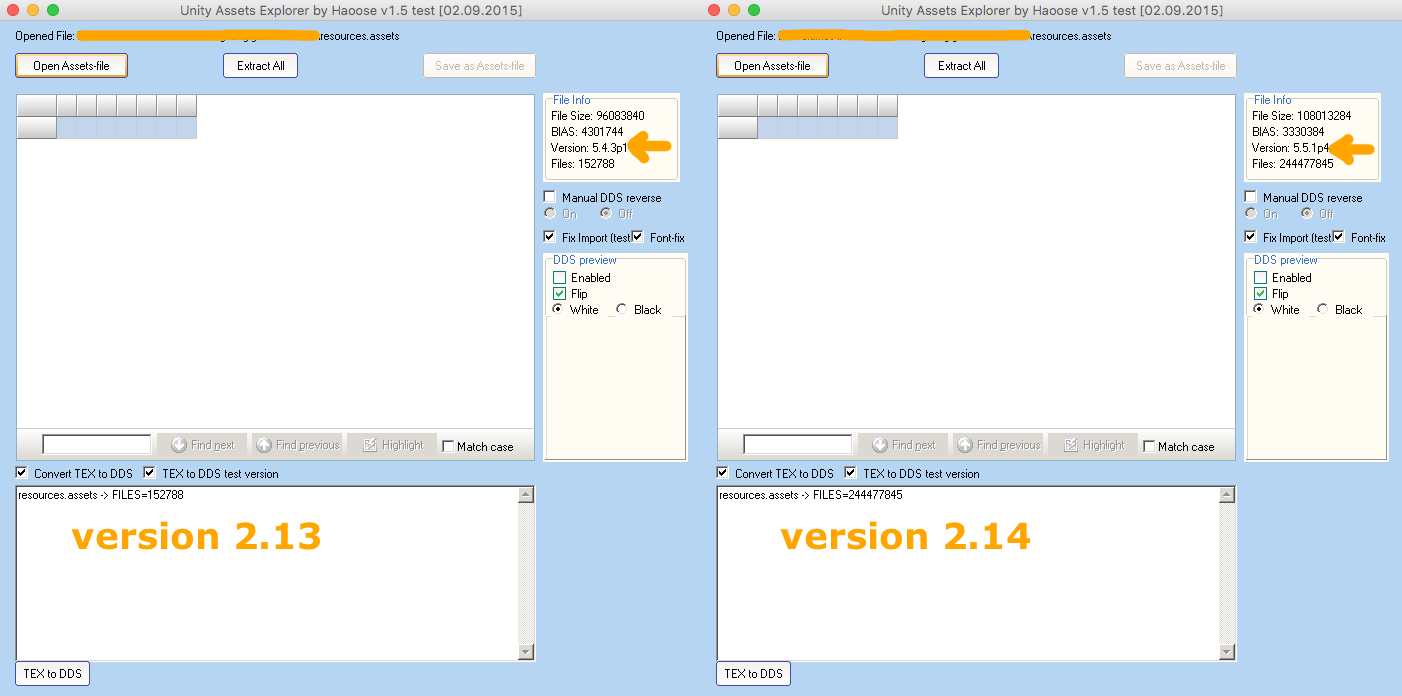 Unity Assets Explorer by Haoose v1.5 test [02.09.2015]
Opened File: \resources.assets
Open Assets-file
Extract All
Save as Assets-file
File Info
File Size: 96083840
BIAS: 4301744
Version: 5.4.3p1
Files: 152788
Manual DDS reverse
On
Off
Fix Import (test
Font-fix
DDS preview
Enabled
Flip
White
Black
Find next
Find previous
Highlight
Match case
Convert TEX to DDS
TEX to DDS test version
resources.assets -> FILES=152788
version 2.13
TEX to DDS
Unity Assets Explorer by Haoose v1.5 test [02.09.2015]
Opened File: \resources.assets
Open Assets-file
Extract All
Save as Assets-file
File Info
File Size: 108013284
BIAS: 3330384
Version: 5.5.1p4
Files: 244477845
Manual DDS reverse
On
Off
Fix Import (test
Font-fix
DDS preview
Enabled
Flip
White
Black
Find next
Find previous
Highlight
Match case
Convert TEX to DDS
TEX to DDS test version
resources.assets -> FILES=244477845
version 2.14
TEX to DDS